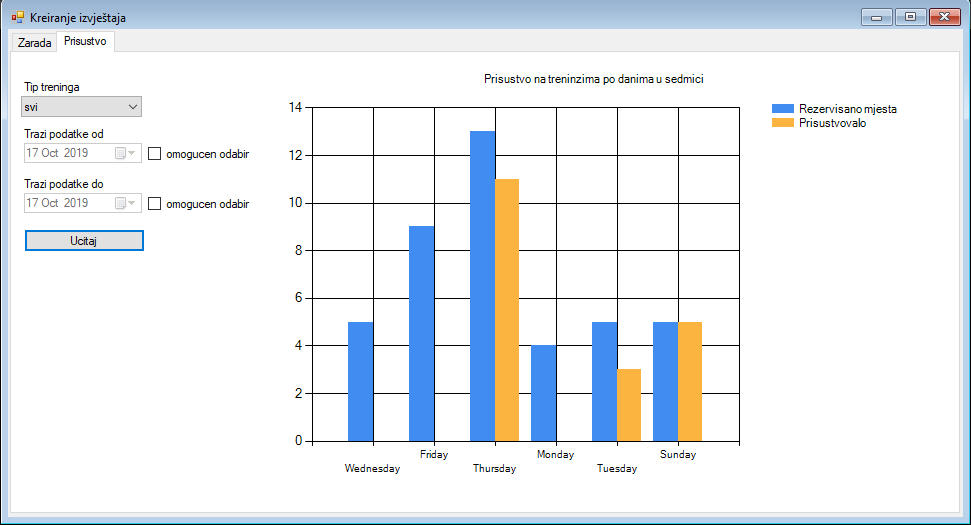 Kreiranje izvještaja
Zarada
Prisustvo
Tip treninga
svi
Trazi podatke od
17 Oct 2019
omogucen odabir
Trazi podatke do
17 Oct 2019
omogucen odabir
Ucitaj
Prisustvo na treninzima po danima u sedmici
14
12
10
8
6
4
2
0
Wednesday
Friday
Thursday
Monday
Tuesday
Sunday
Rezervisano mjesta
Prisustvovalo